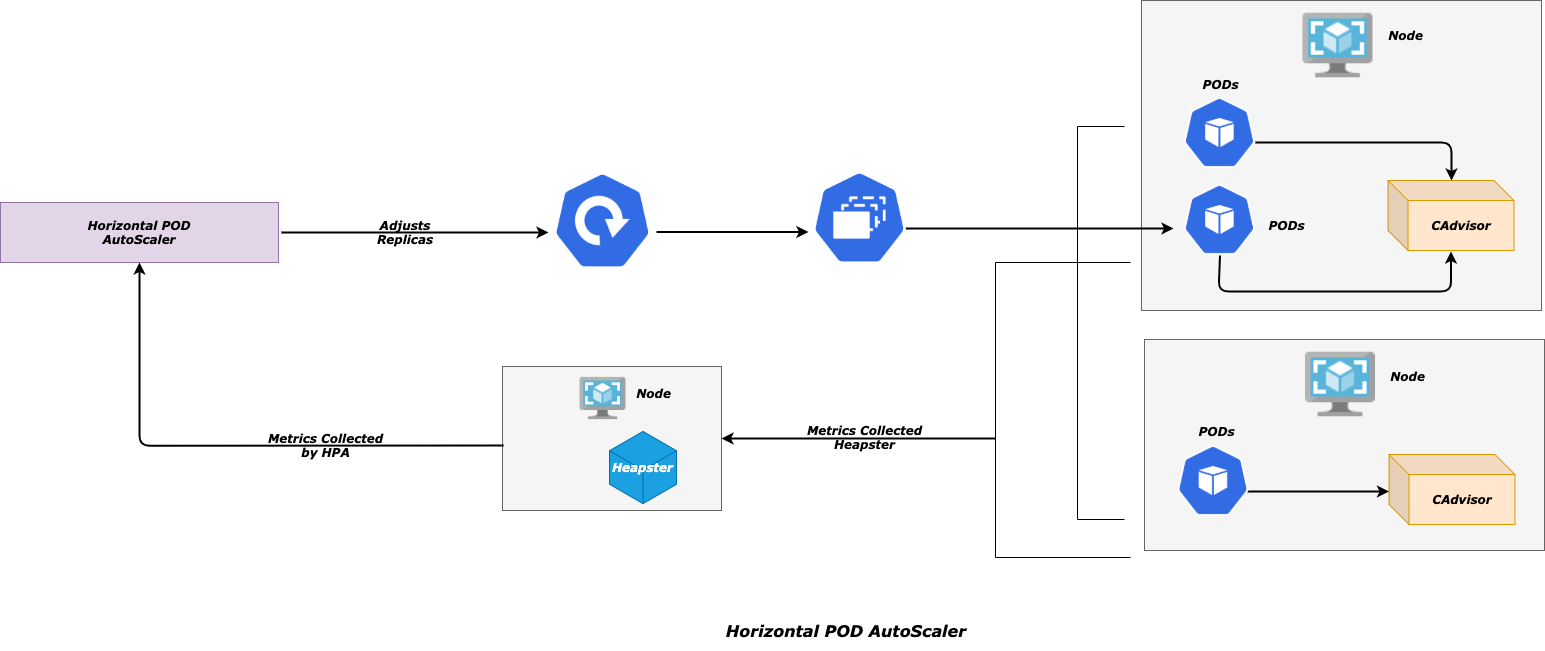 Node
PODs
Horizontal POD
AutoScaler
Adjusts
Replicas
PODs
CAdvisor
Node
Node
Metrics Collected
by HPA
Heapster
Metrics Collected
Heapster
PODs
CAdvisor
Horizontal POD AutoScaler